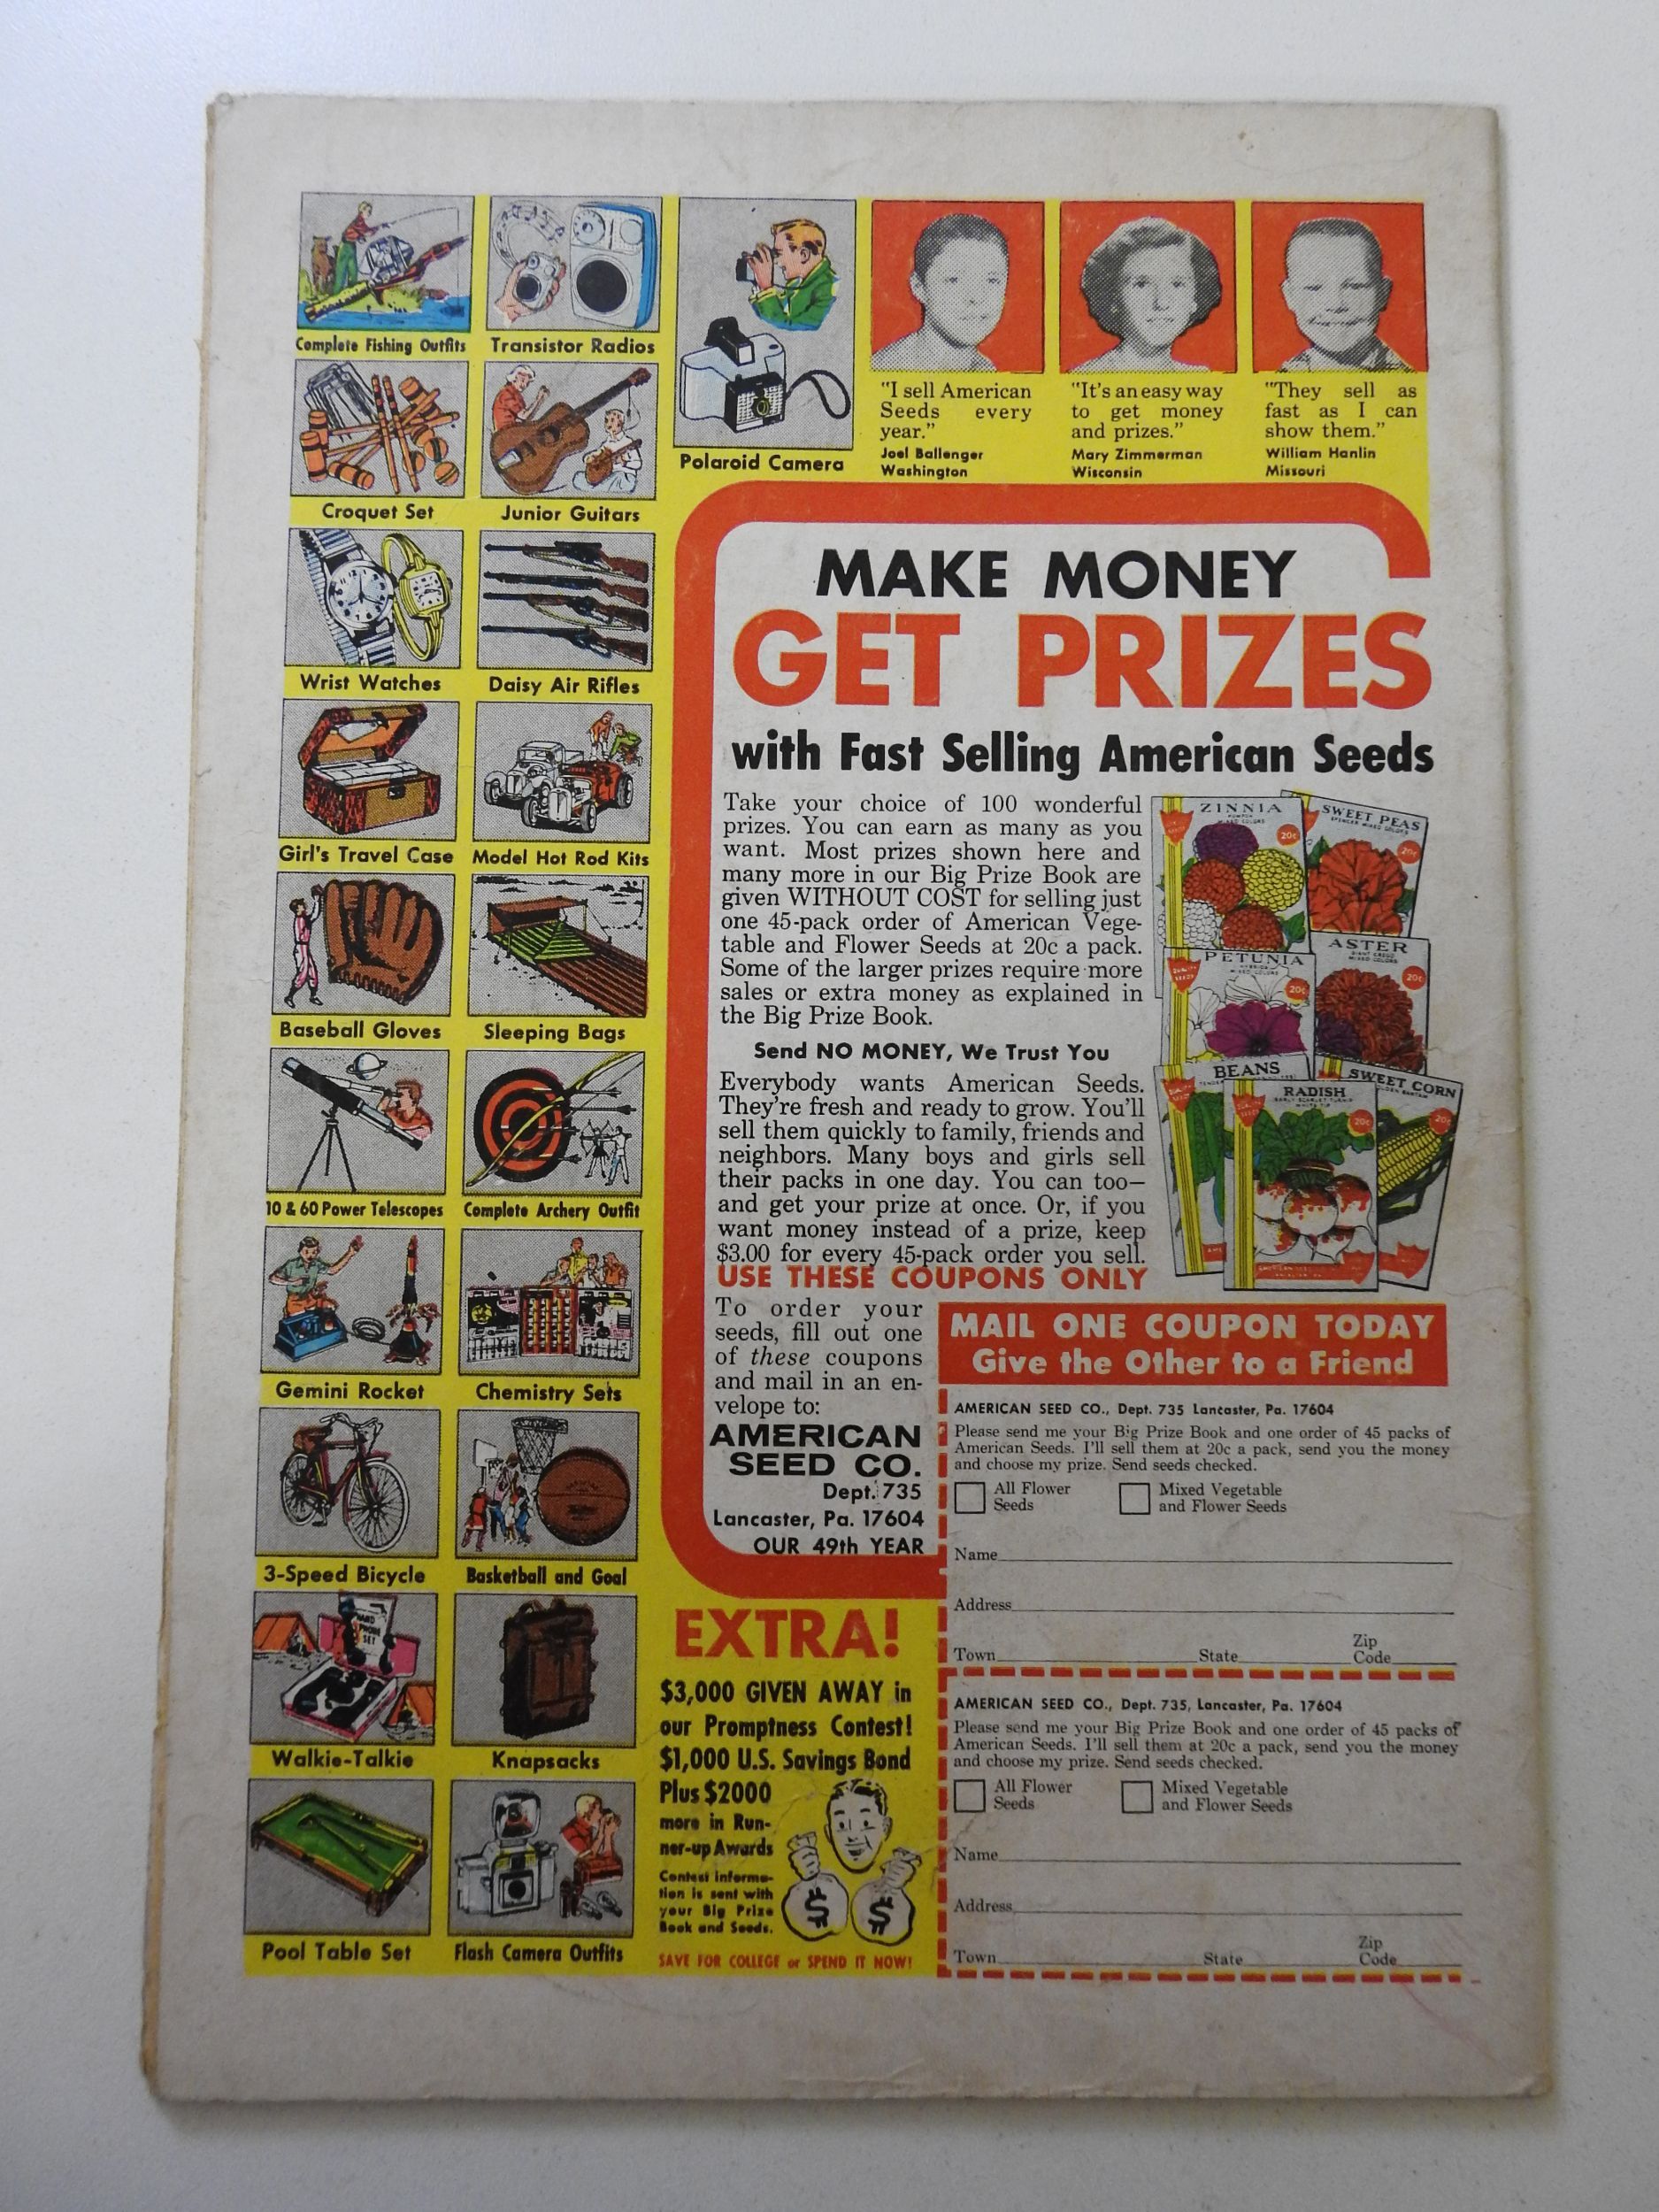 Complete Fishing Outfits
Transistor Radios
Croquet Set
Junior Guitars
Polaroid Camera
Wrist Watches
Daisy Air Rifles
Girl's Travel Case
Model Hot Rod Kits
Baseball Gloves
Sleeping Bags
10 & 60 Power Telescopes
Complete Archery Outfit
Gemini Rocket
Chemistry Sets
3-Speed Bicycle
Basketball and Goal
HAND
PHONE
SET
Walkie-Talkie
Knapsacks
Pool Table Set
Flash Camera Outfits
"I sell American
Seeds every
year."
Joel Ballenger
Washington
"It's an easy way
to get money
and prizes."
Mary Zimmerman
Wisconsin
"They sell as
fast as I can
show them."
William Hanlin
Missouri
MAKE MONEY
GET PRIZES
with Fast Selling American Seeds
Take your choice of 100 wonderful
prizes. You can earn as many as you
want. Most prizes shown here and
many more in our Big Prize Book are
given WITHOUT COST for selling just
one 45-pack order of American Vege-
table and Flower Seeds at 20c a pack.
Some of the larger prizes require more
sales or extra money as explained in
the Big Prize Book.
Send NO MONEY, We Trust You
Everybody wants American Seeds.
They're fresh and ready to grow. You'll
sell them quickly to family, friends and
neighbors. Many boys and girls sell
their packs in one day. You can too—
and get your prize at once. Or, if you
want money instead of a prize, keep
$3.00 for every 45-pack order you sell.
USE THESE COUPONS ONLY
ZINNIA
MIXED COLORS
20c
SWEET PEAS
SPENCER MIXED COLORS
20c
PETUNIA
MIXED COLORS
20c
ASTER
MIXED COLORS
20c
BEANS
RADISH
20c
SWEET CORN
20c
To order your
seeds, fill out one
of these coupons
and mail in an en-
velope to:
AMERICAN
SEED CO.
Dept. 735
Lancaster, Pa. 17604
OUR 49th YEAR
MAIL ONE COUPON TODAY
Give the Other to a Friend
AMERICAN SEED CO., Dept. 735 Lancaster, Pa. 17604
Please send me your Big Prize Book and one order of 45 packs of
American Seeds. I'll sell them at 20c a pack, send you the money
and choose my prize. Send seeds checked.
All Flower
Seeds
Mixed Vegetable
and Flower Seeds
Name
Address
Town State Zip Code
AMERICAN SEED CO., Dept. 735, Lancaster, Pa. 17604
Please send me your Big Prize Book and one order of 45 packs of
American Seeds. I'll sell them at 20c a pack, send you the money
and choose my prize. Send seeds checked.
All Flower
Seeds
Mixed Vegetable
and Flower Seeds
Name
Address
Town State Zip Code
EXTRA!
$3,000 GIVEN AWAY in
our Promptness Contest!
$1,000 U.S. Savings Bond
Plus $2000
more in Run-
ner-up Awards
Contest informa-
tion is sent with
your Big Prize
Book and Seeds.
$ $
SAVE FOR COLLEGE or SPEND IT NOW!